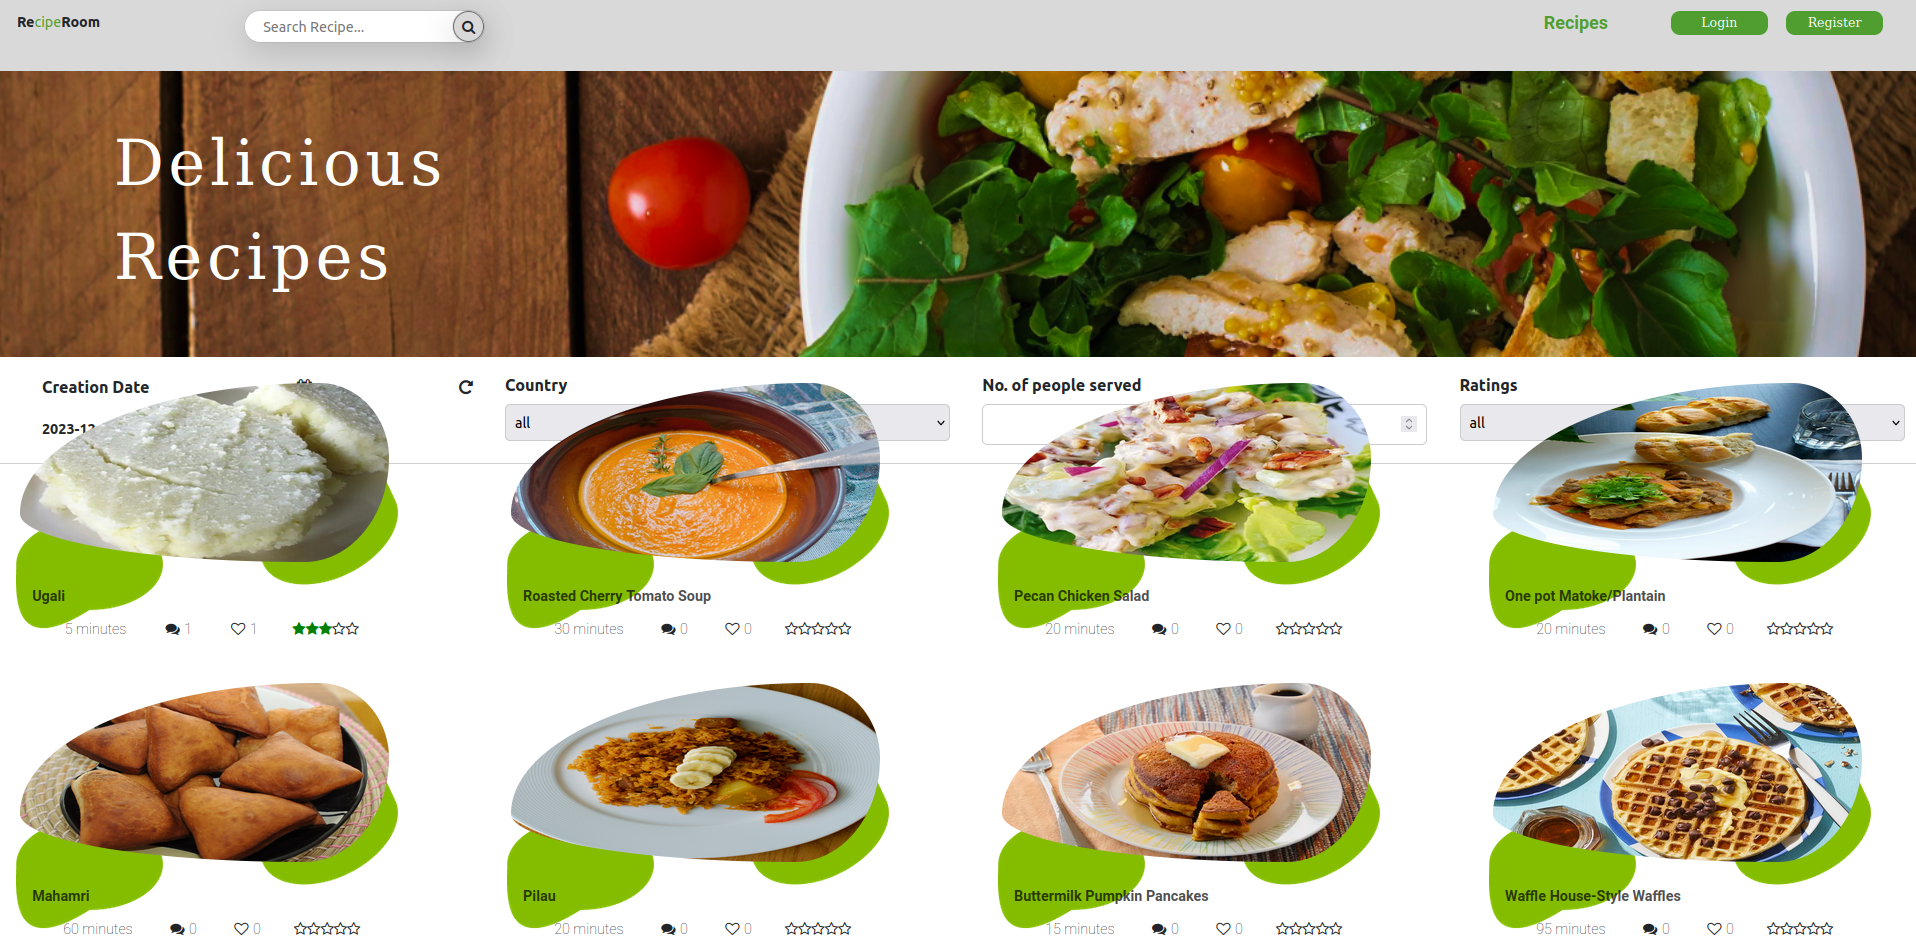 RecipeRoom
Search Recipe...
Recipes
Login
Register
Delicious
Recipes
Creation Date
Country
No. of people served
Ratings
2023-12
all
all
Ugali
Roasted Cherry Tomato Soup
Pecan Chicken Salad
One pot Matoke/Plantain
5 minutes 1 1
30 minutes 0 0
20 minutes 0 0
20 minutes 0 0
Mahamri
Pilau
Buttermilk Pumpkin Pancakes
Waffle House-Style Waffles
60 minutes 0 0
20 minutes 0 0
15 minutes 0 0
95 minutes 0 0